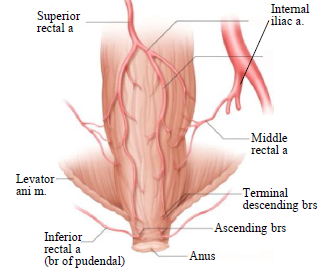 Superior
rectal a
Internal
iliac a.
Middle
rectal a
Levator
ani m.
Terminal
descending brs
Ascending brs
Inferior
rectal a
(br of pudendal)
Anus